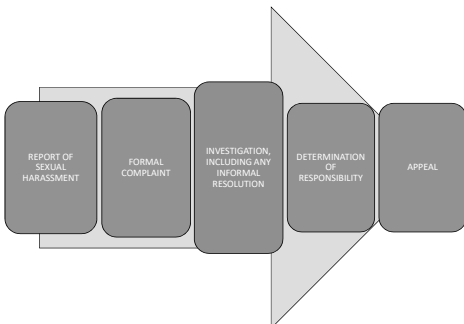 REPORT OF
SEXUAL
HARASSMENT
FORMAL
COMPLAINT
INVESTIGATION,
INCLUDING ANY
INFORMAL
RESOLUTION
DETERMINATION
OF
RESPONSIBILITY
APPEAL